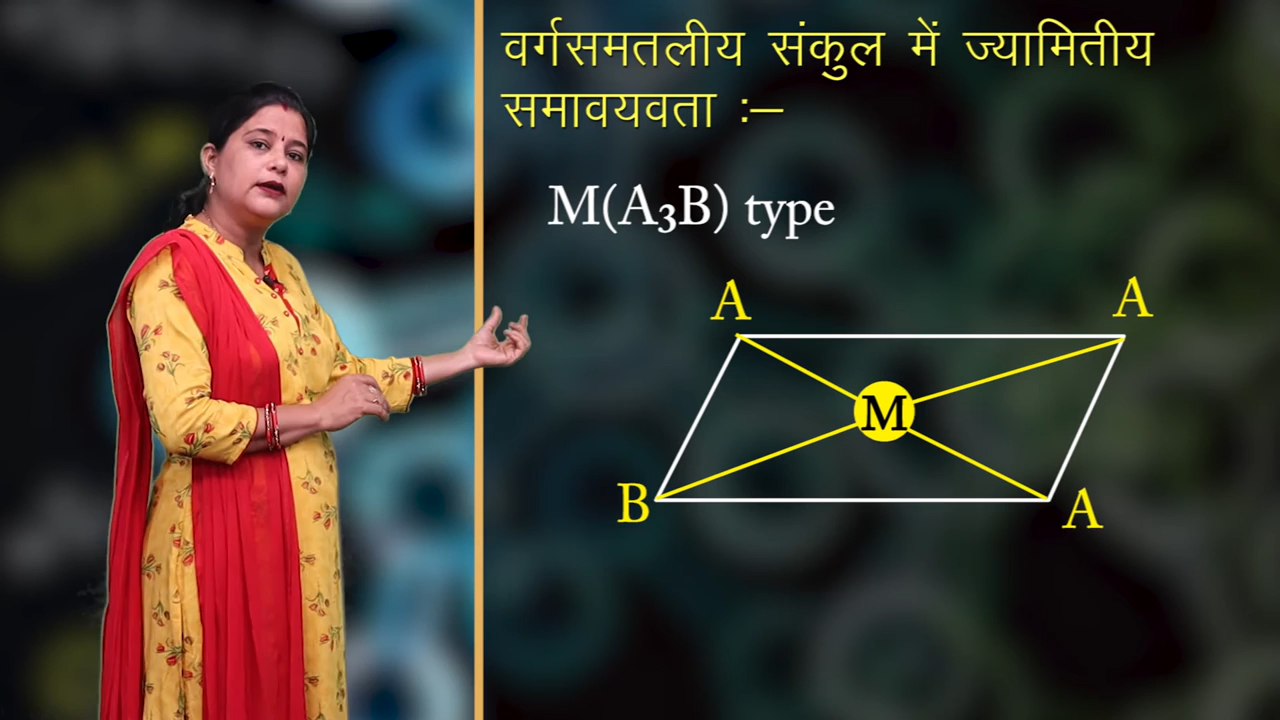 वर्गसमतलीय संकुल में ज्यामितीय
समावयवता :–
M(A₃B) type
A A
M
B A